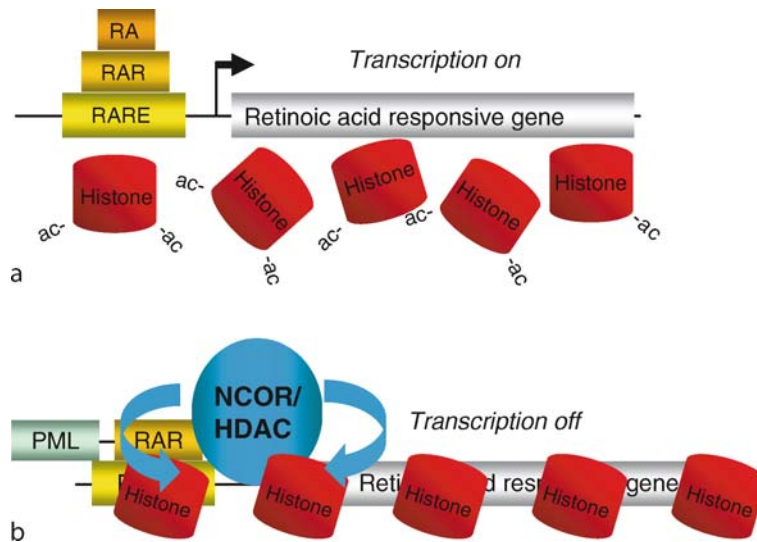 RA
RAR
RARE
Transcription on
Retinoic acid responsive gene
Histone
Histone
Histone
Histone
Histone
ac-
-ac
ac-
-ac
ac-
ac-
-ac
-ac
a
NCOR/
HDAC
Transcription off
PML
RAR
Histone
Histone
Histone
Histone
Histone
b